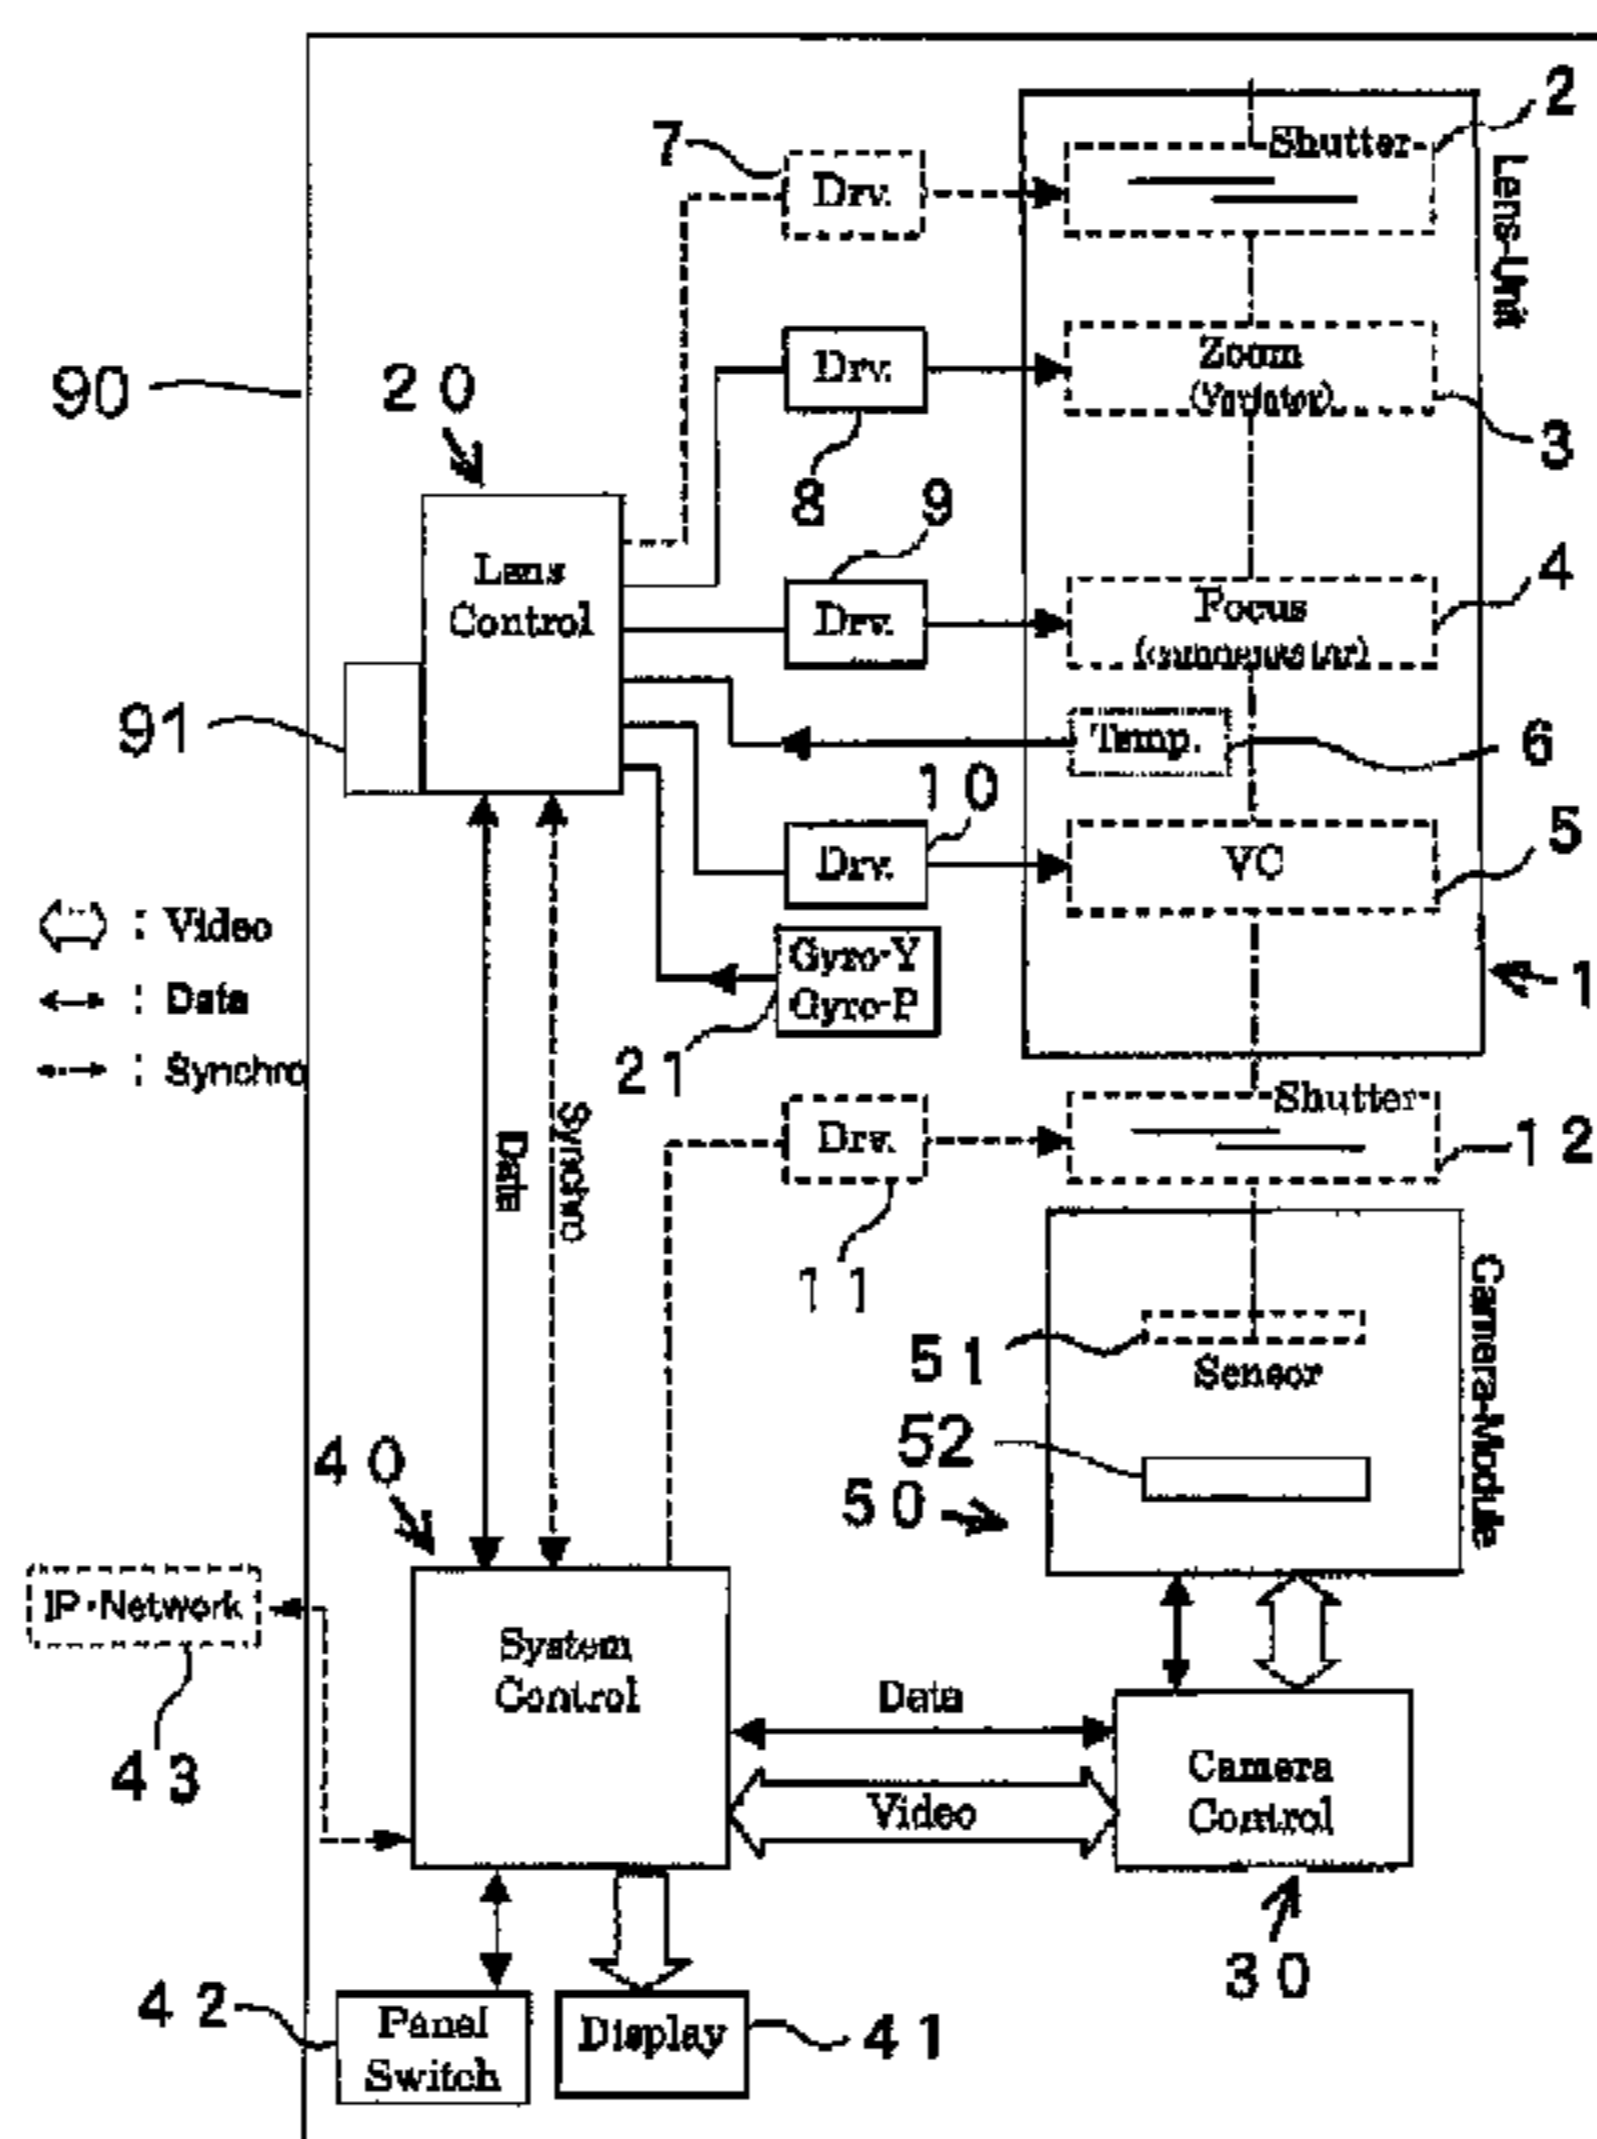 2
Shutter
7
Drv.
Lens-Unit
90
20
Drv.
Zoom
(Variator)
3
8
9
Lens
Control
Drv.
Focus
4
91
Temp.
6
10
Drv.
VC
5
: Video
: Data
: Synchro
Gyro-Y
Gyro-P
1
21
Shutter
Drv.
12
Data
Synchro
11
51
Sensor
Camera-Module
52
50
40
IP-Network
43
System
Control
Data
Video
Camera
Control
30
42
Panel
Switch
Display
41